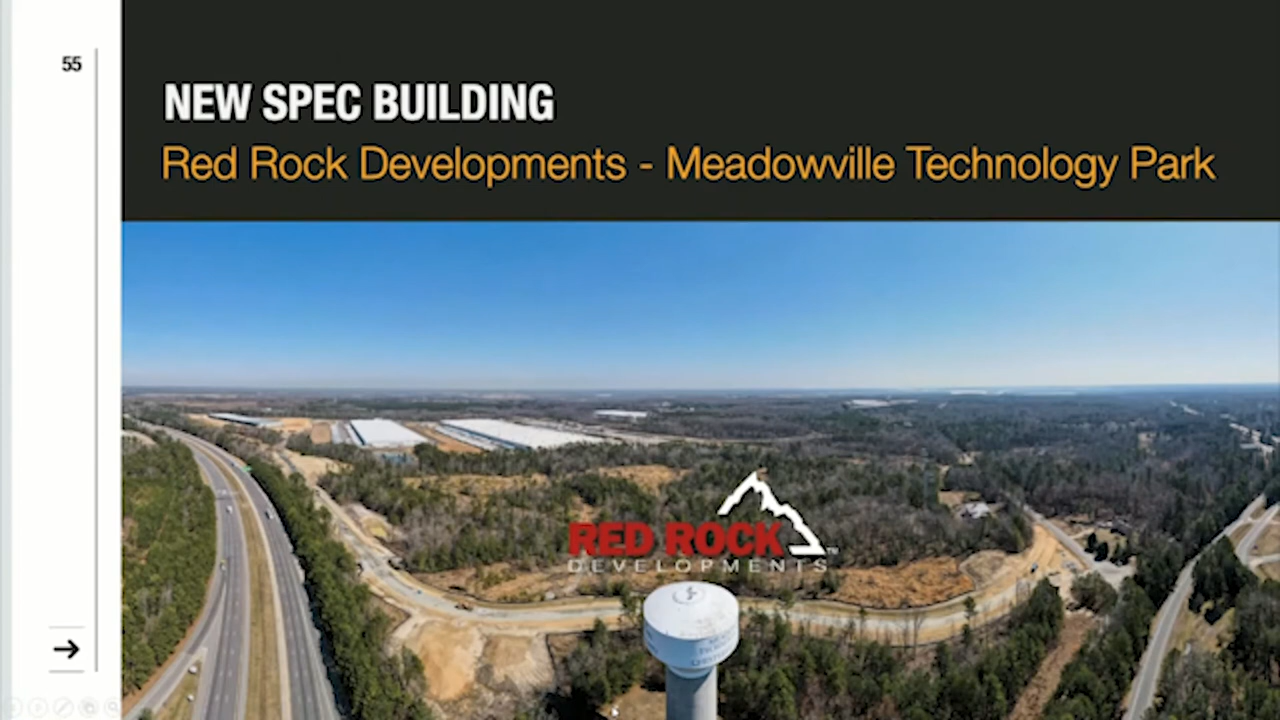 55
NEW SPEC BUILDING
Red Rock Developments - Meadowville Technology Park
RED ROCK
DEVELOPMENTS